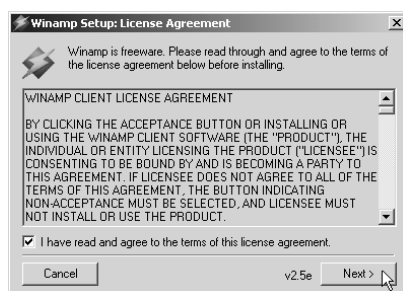 Winamp Setup: License Agreement
Winamp is freeware. Please read through and agree to the terms of
the license agreement below before installing.
WINAMP CLIENT LICENSE AGREEMENT
BY CLICKING THE ACCEPTANCE BUTTON OR INSTALLING OR
USING THE WINAMP CLIENT SOFTWARE (THE "PRODUCT"), THE
INDIVIDUAL OR ENTITY LICENSING THE PRODUCT ("LICENSEE") IS
CONSENTING TO BE BOUND BY AND IS BECOMING A PARTY TO
THIS AGREEMENT. IF LICENSEE DOES NOT AGREE TO ALL OF THE
TERMS OF THIS AGREEMENT, THE BUTTON INDICATING
NON-ACCEPTANCE MUST BE SELECTED, AND LICENSEE MUST
NOT INSTALL OR USE THE PRODUCT.
I have read and agree to the terms of this license agreement.
Cancel v2.5e Next >